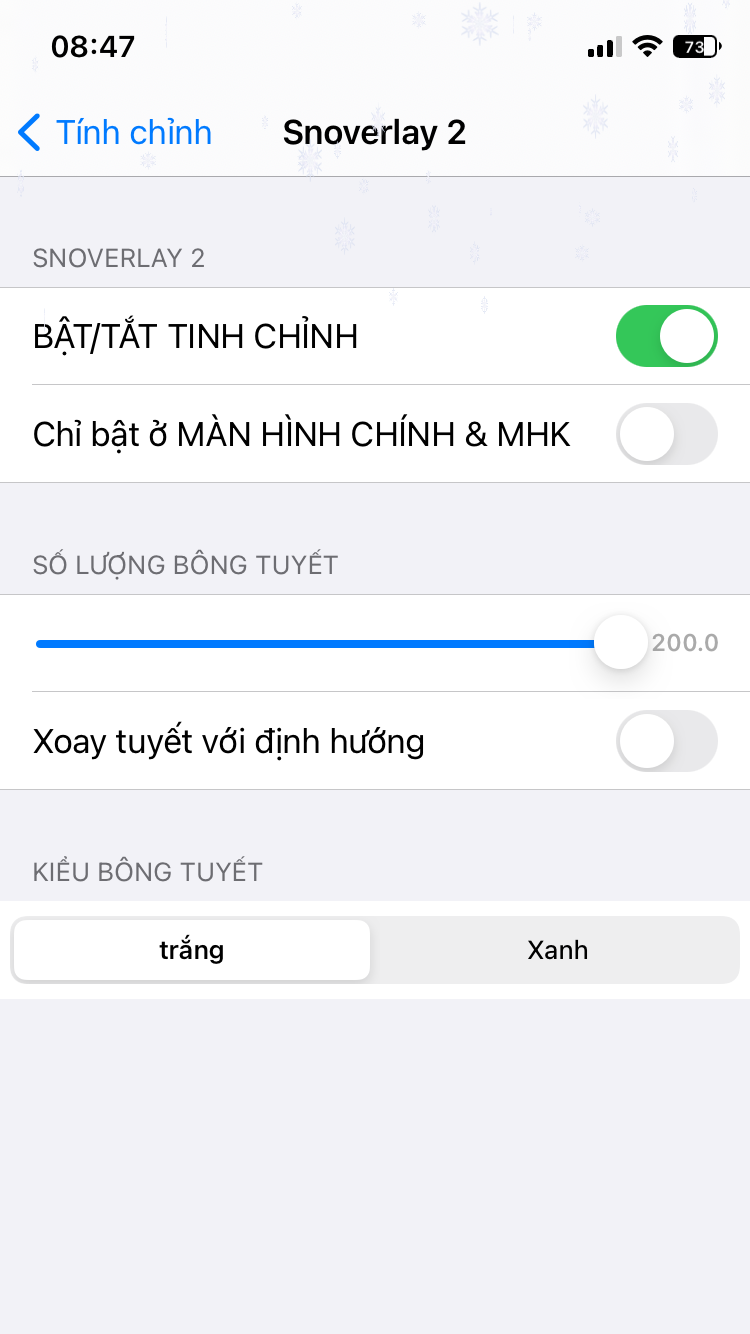 08:47
73
Tính chỉnh
Snoverlay 2
SNOVERLAY 2
BẬT/TẮT TINH CHỈNH
Chỉ bật ở MÀN HÌNH CHÍNH & MHK
SỐ LƯỢNG BÔNG TUYẾT
200.0
Xoay tuyết với định hướng
KIỂU BÔNG TUYẾT
trắng
Xanh